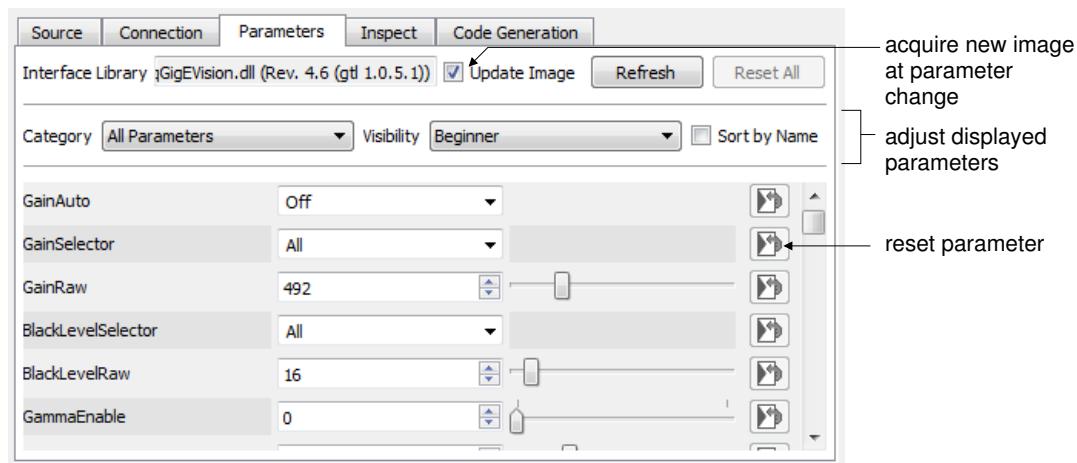 Source Connection Parameters Inspect Code Generation
Interface Library gGigEVision.dll (Rev. 4.6 (gtl 1.0.5.1)) Update Image Refresh Reset All
acquire new image
at parameter
change
Category All Parameters Visibility Beginner Sort by Name
adjust displayed
parameters
GainAuto Off
GainSelector All
reset parameter
GainRaw 492
BlackLevelSelector All
BlackLevelRaw 16
GammaEnable 0